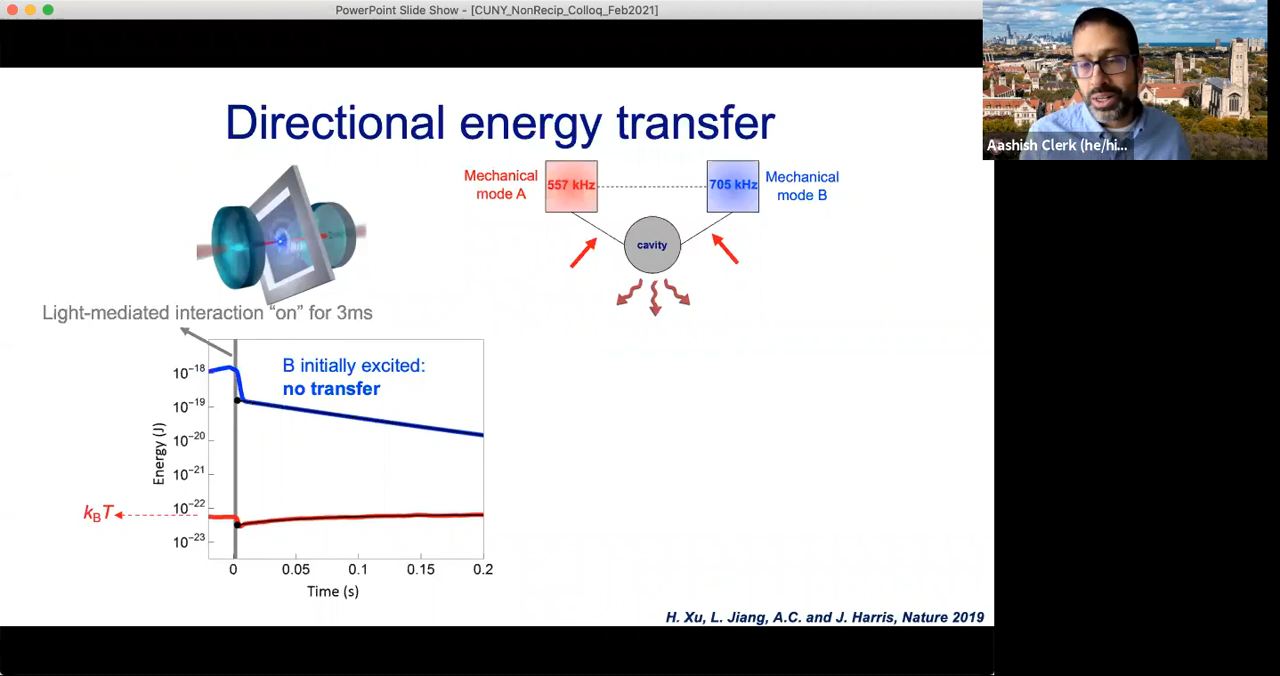 PowerPoint Slide Show - [CUNY_NonRecip_Colloq_Feb2021]
Aashish Clerk (he/hi...
Directional energy transfer
Mechanical
mode A
557 kHz
705 kHz
Mechanical
mode B
cavity
Light-mediated interaction “on” for 3ms
B initially excited:
no transfer
Energy (J)
10⁻¹⁸
10⁻¹⁹
10⁻²⁰
10⁻²¹
10⁻²²
10⁻²³
kBT
0 0.05 0.1 0.15 0.2
Time (s)
H. Xu, L. Jiang, A.C. and J. Harris, Nature 2019